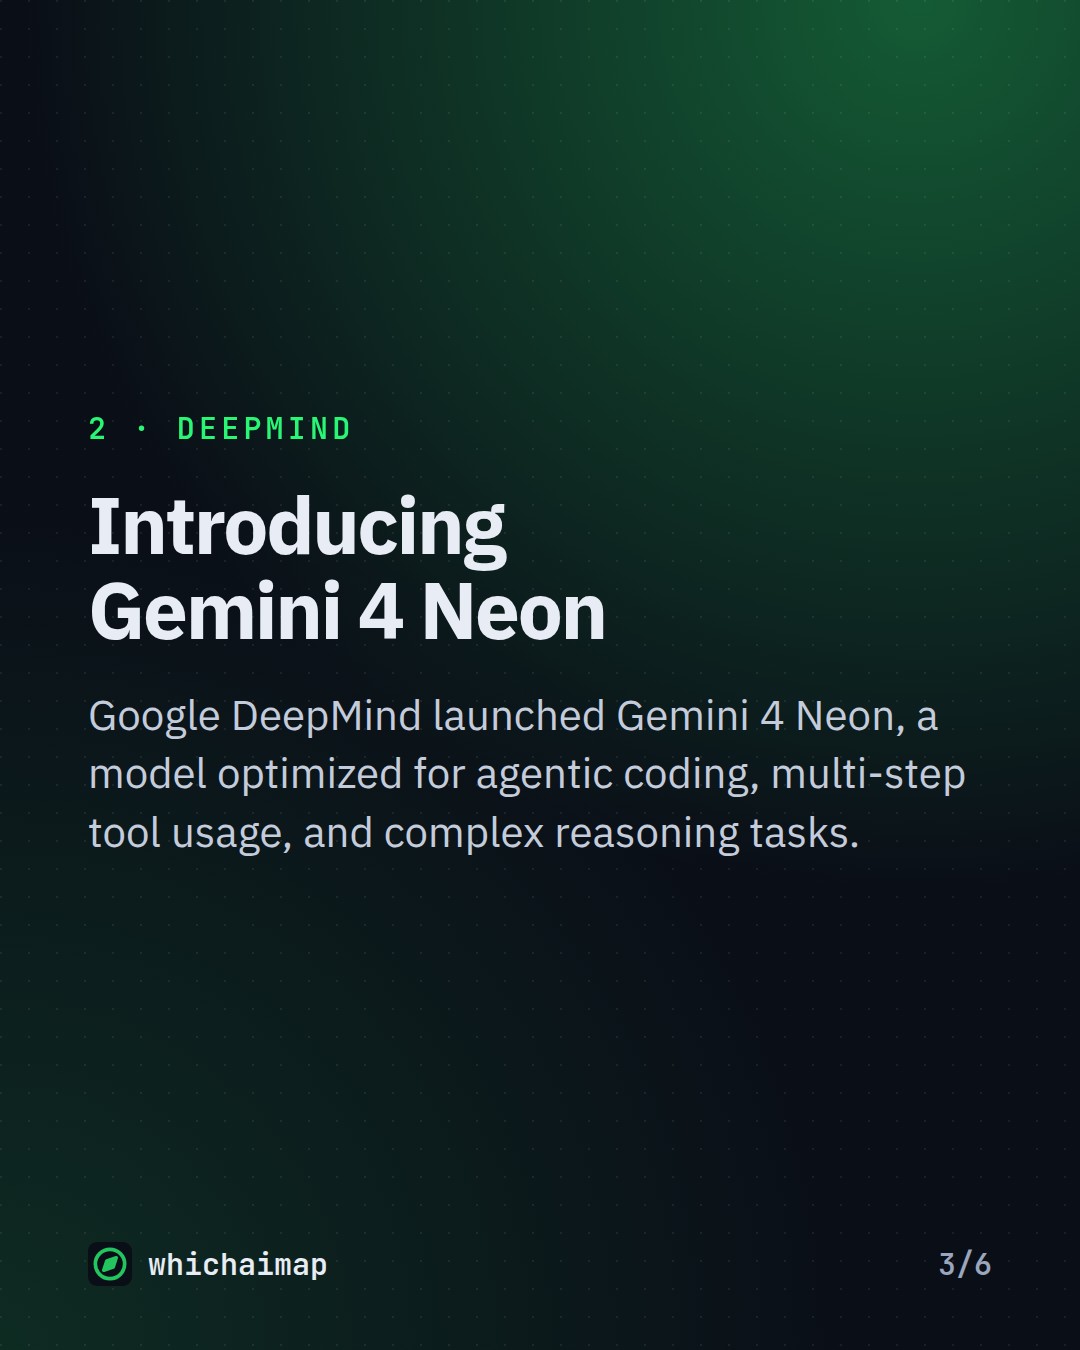 2 · DEEPMIND
Introducing
Gemini 4 Neon
Google DeepMind launched Gemini 4 Neon, a
model optimized for agentic coding, multi-step
tool usage, and complex reasoning tasks.
whichaimap
3/6